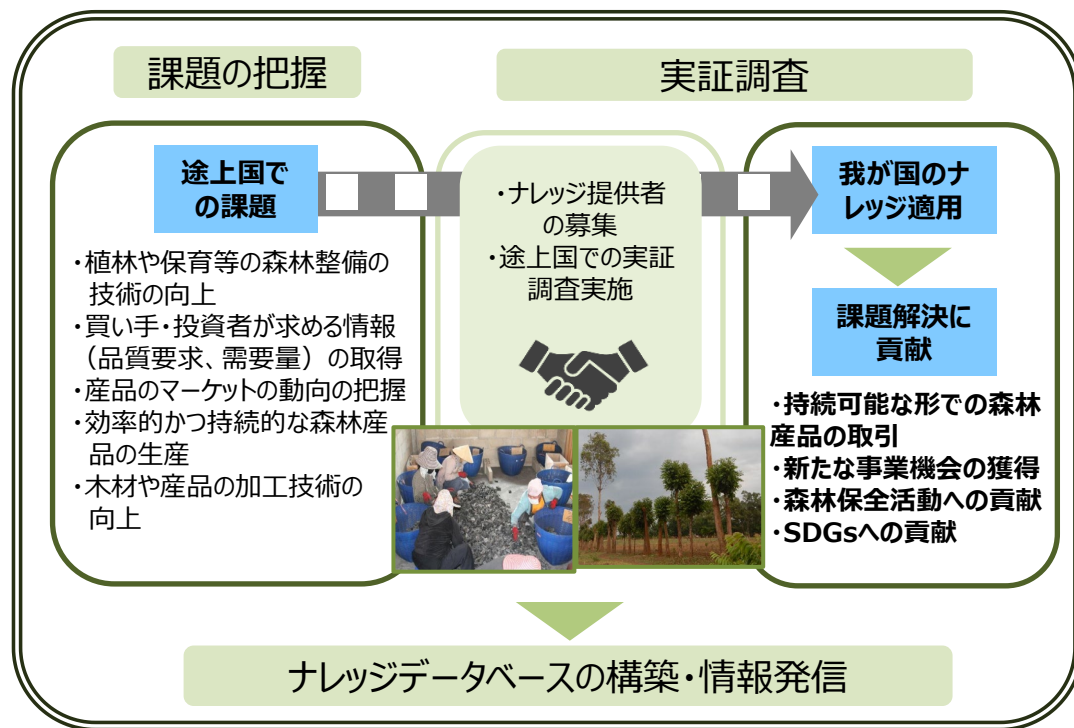 課題の把握
実証調査
途上国で
の課題
・植林や保育等の森林整備の
技術の向上
・買い手・投資者が求める情報
（品質要求、需要量）の取得
・産品のマーケットの動向の把握
・効率的かつ持続的な森林産
品の生産
・木材や産品の加工技術の
向上
・ナレッジ提供者
の募集
・途上国での実証
調査実施
我が国のナ
レッジ適用
課題解決に
貢献
・持続可能な形での森林
産品の取引
・新たな事業機会の獲得
・森林保全活動への貢献
・SDGsへの貢献
ナレッジデータベースの構築・情報発信